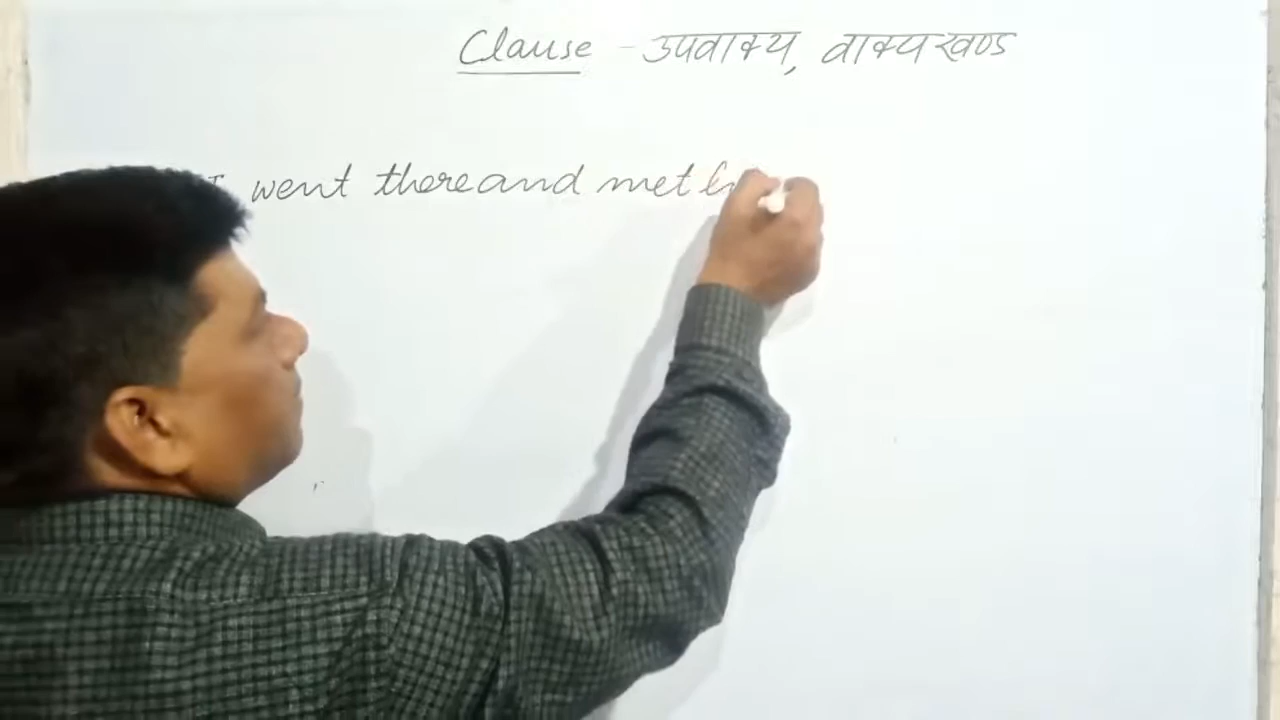 Clause - उपवाक्य, वाक्यखण्ड
I went there and met